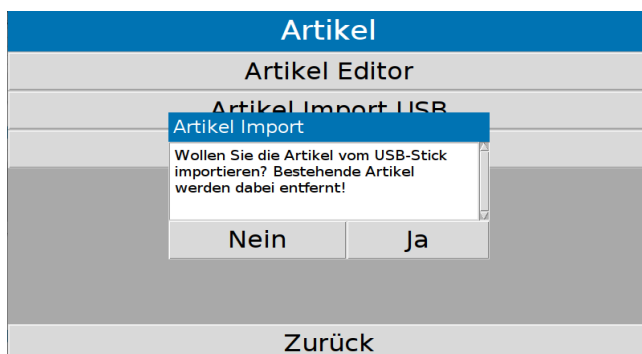 Artikel
Artikel Editor
Artikel Import USB
Artikel Import
Wollen Sie die Artikel vom USB-Stick
importieren? Bestehende Artikel
werden dabei entfernt!
Nein
Ja
Zurück